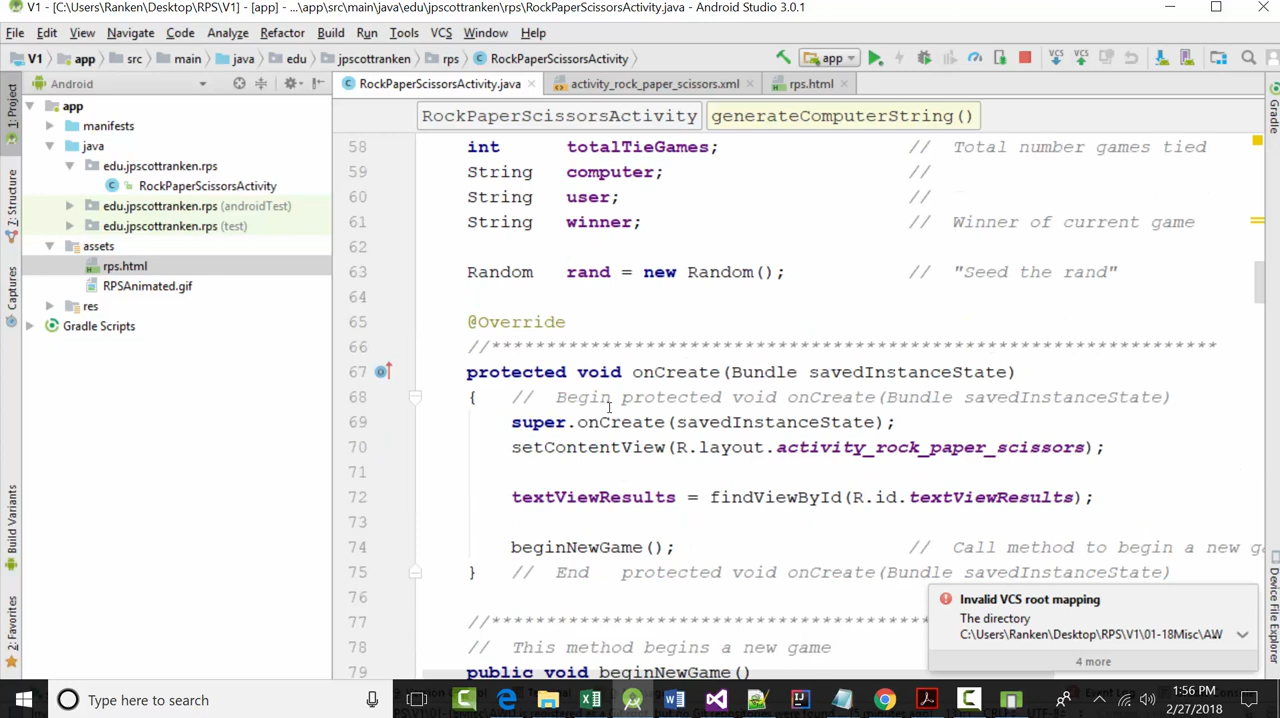 V1 - [C:\Users\Ranken\Desktop\RPS\V1] - [app] - ...\app\src\main\java\edu\jpscottranken\rps\RockPaperScissorsActivity.java - Android Studio 3.0.1
File Edit View Navigate Code Analyze Refactor Build Run Tools VCS Window Help
V1 app src main java edu jpscottranken rps RockPaperScissorsActivity app VCS VCS
Android RockPaperScissorsActivity.java activity_rock_paper_scissors.xml rps.html
1: Project
Z: Structure
Captures
Build Variants
2: Favorites
app
manifests
java
edu.jpscottranken.rps
RockPaperScissorsActivity
edu.jpscottranken.rps (androidTest)
edu.jpscottranken.rps (test)
assets
rps.html
RPSAnimated.gif
res
Gradle Scripts
RockPaperScissorsActivity generateComputerString()
58 int totalTieGames; // Total number games tied
59 String computer; //
60 String user; //
61 String winner; // Winner of current game
62
63 Random rand = new Random(); // "Seed the rand"
64
65 @Override
66 //******************************************************************
67 protected void onCreate(Bundle savedInstanceState)
68 { // Begin protected void onCreate(Bundle savedInstanceState)
69 super.onCreate(savedInstanceState);
70 setContentView(R.layout.activity_rock_paper_scissors);
71
72 textViewResults = findViewById(R.id.textViewResults);
73
74 beginNewGame(); // Call method to begin a new ga
75 } // End protected void onCreate(Bundle savedInstanceState)
76
77 //****************************************
78 // This method begins a new game
79 public void beginNewGame()
Gradle
Device File Explorer
Invalid VCS root mapping
The directory
C:\Users\Ranken\Desktop\RPS\V1\01-18Misc\AW
4 more
Type here to search
1:56 PM
2/27/2018